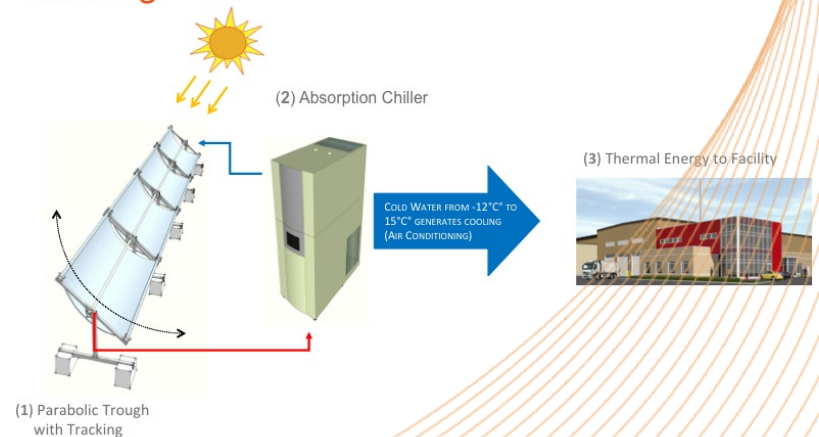 (2) Absorption Chiller
(3) Thermal Energy to Facility
COLD WATER FROM -12°C° TO
15°C° GENERATES COOLING
(AIR CONDITIONING)
(1) Parabolic Trough
with Tracking